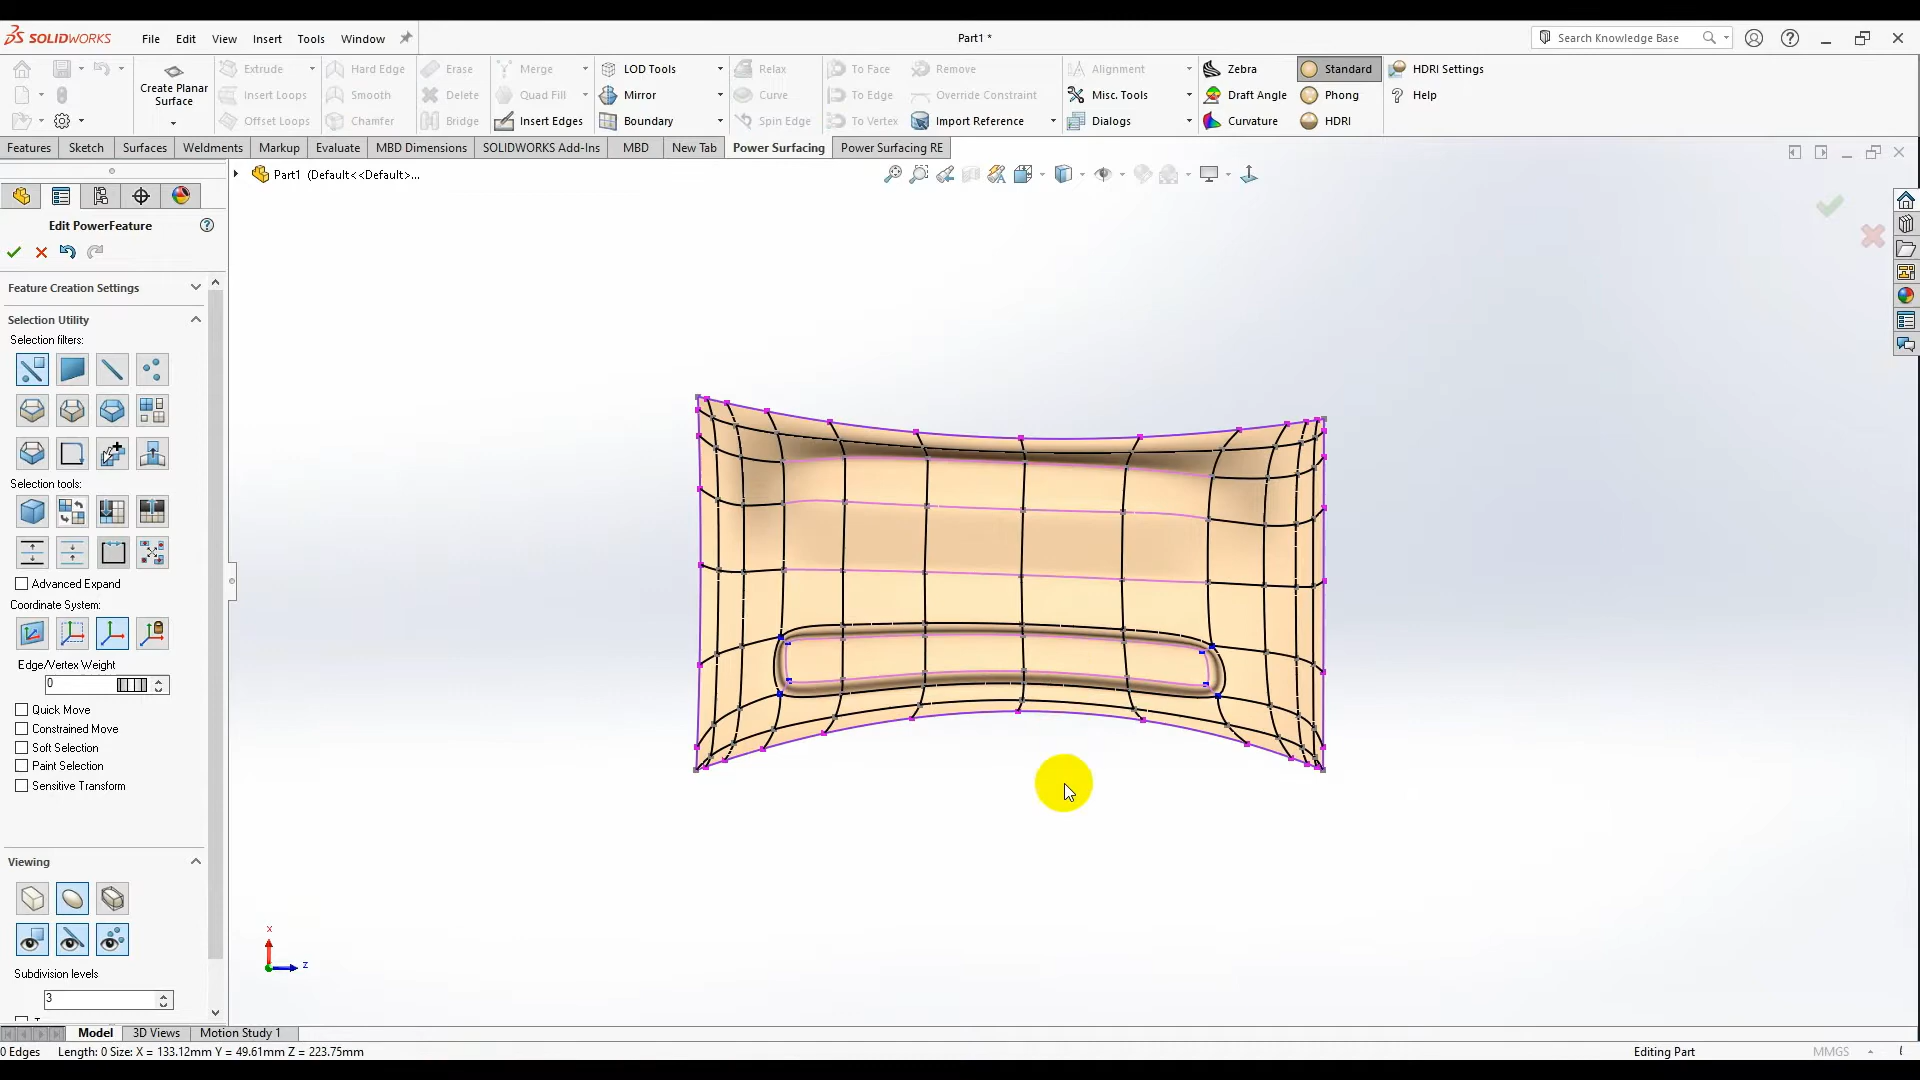 SOLIDWORKS File Edit View Insert Tools Window Part1 * Search Knowledge Base
Create Planar Surface
Extrude Hard Edge Erase Merge LOD Tools Relax To Face Remove Alignment Zebra Standard HDRI Settings
Insert Loops Smooth Delete Quad Fill Mirror Curve To Edge Override Constraint Misc. Tools Draft Angle Phong Help
Offset Loops Chamfer Bridge Insert Edges Boundary Spin Edge To Vertex Import Reference Dialogs Curvature HDRI
Features Sketch Surfaces Weldments Markup Evaluate MBD Dimensions SOLIDWORKS Add-Ins MBD New Tab Power Surfacing Power Surfacing RE
Part1 (Default<<Default>...
Edit PowerFeature
Feature Creation Settings
Selection Utility
Selection filters:
Selection tools:
Advanced Expand
Coordinate System:
Edge/Vertex Weight
0
Quick Move
Constrained Move
Soft Selection
Paint Selection
Sensitive Transform
Viewing
Subdivision levels
3
x
z
Model 3D Views Motion Study 1
0 Edges Length: 0 Size: X = 133.12mm Y = 49.61mm Z = 223.75mm Editing Part MMGS